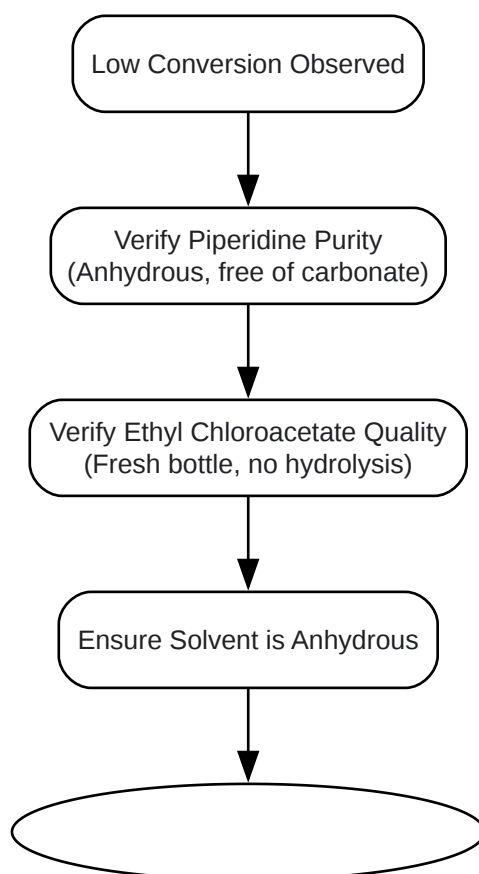 Low Conversion Observed
Verify Piperidine Purity
(Anhydrous, free of carbonate)
Verify Ethyl Chloroacetate Quality
(Fresh bottle, no hydrolysis)
Ensure Solvent is Anhydrous